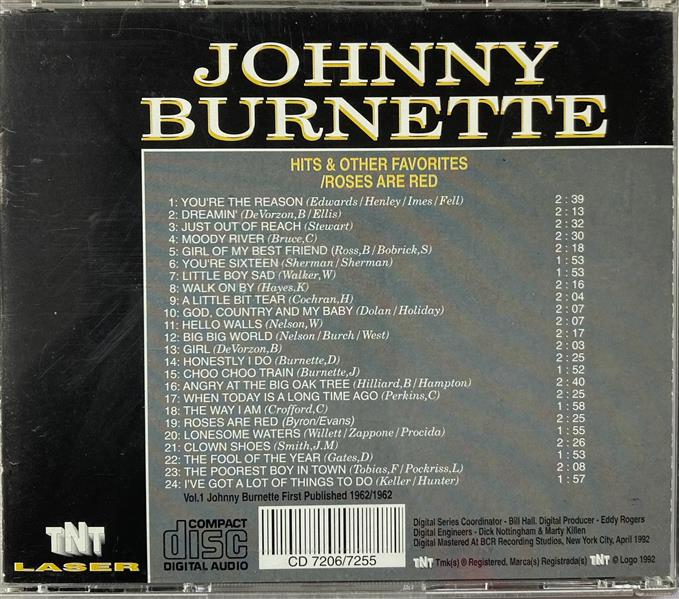 JOHNNY
BURNETTE
HITS & OTHER FAVORITES
/ROSES ARE RED
1: YOU'RE THE REASON (Edwards/Henley/Imes/Fell) 2:39
2: DREAMIN' (DeVorzon,B/Ellis) 2:13
3: JUST OUT OF REACH (Stewart) 2:32
4: MOODY RIVER (Bruce,C) 2:30
5: GIRL OF MY BEST FRIEND (Ross,B/Bobrick,S) 2:18
6: YOU'RE SIXTEEN (Sherman/Sherman) 1:53
7: LITTLE BOY SAD (Walker,W) 1:53
8: WALK ON BY (Hayes.K) 2:16
9: A LITTLE BIT TEAR (Cochran,H) 2:04
10: GOD, COUNTRY AND MY BABY (Dolan/Holiday) 2:07
11: HELLO WALLS (Nelson,W) 2:07
12: BIG BIG WORLD (Nelson/Burch/West) 2:17
13: GIRL (DeVorzon,B) 2:03
14: HONESTLY I DO (Burnette,D) 2:25
15: CHOO CHOO TRAIN (Burnette,J) 1:52
16: ANGRY AT THE BIG OAK TREE (Hilliard,B/Hampton) 2:40
17: WHEN TODAY IS A LONG TIME AGO (Perkins,C) 2:25
18: THE WAY I AM (Crofford,C) 1:58
19: ROSES ARE RED (Byron/Evans) 2:25
20: LONESOME WATERS (Willett/Zappone/Procida) 1:55
21: CLOWN SHOES (Smith,J.M) 2:26
22: THE FOOL OF THE YEAR (Gates,D) 1:53
23: THE POOREST BOY IN TOWN (Tobias,F/Pockriss,L) 2:08
24: I'VE GOT A LOT OF THINGS TO DO (Keller/Hunter) 1:57
Vol.1 Johnny Burnette First Published 1962/1962
TNT
LASER
COMPACT
disc
DIGITAL AUDIO
CD 7206/7255
Digital Series Coordinator - Bill Hall. Digital Producer - Eddy Rogers
Digital Engineers - Dick Nottingham & Marty Killen
Digital Mastered At BCR Recording Studios, New York City, April 1992
TNT Tmk(s) ® Registered, Marca(s) Registrada(s) TNT © Logo 1992